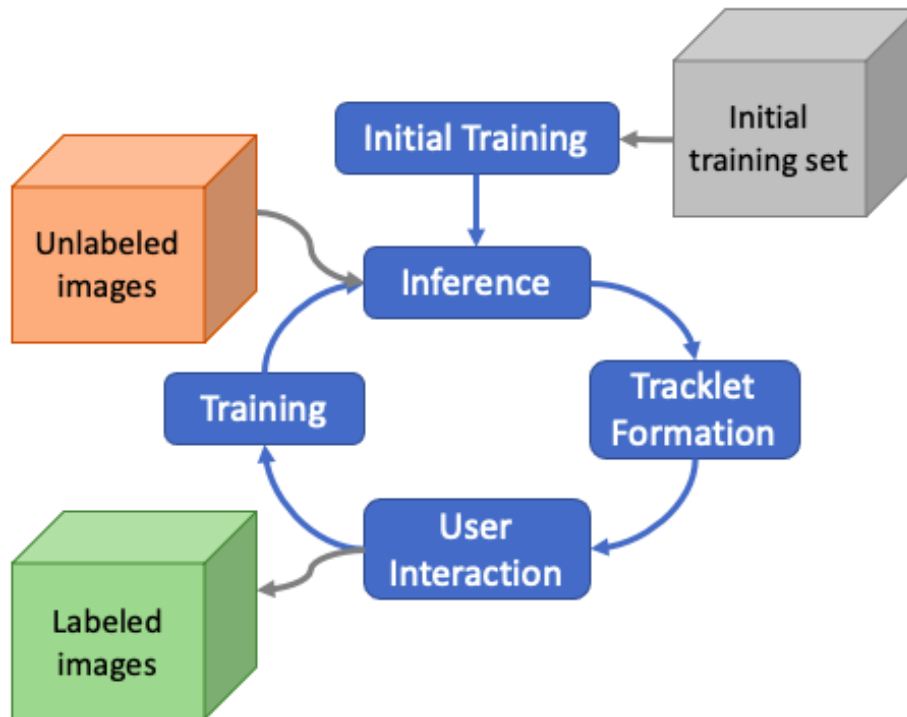 Initial Training
Initial
training set
Unlabeled
images
Inference
Training
Tracklet
Formation
User
Interaction
Labeled
images